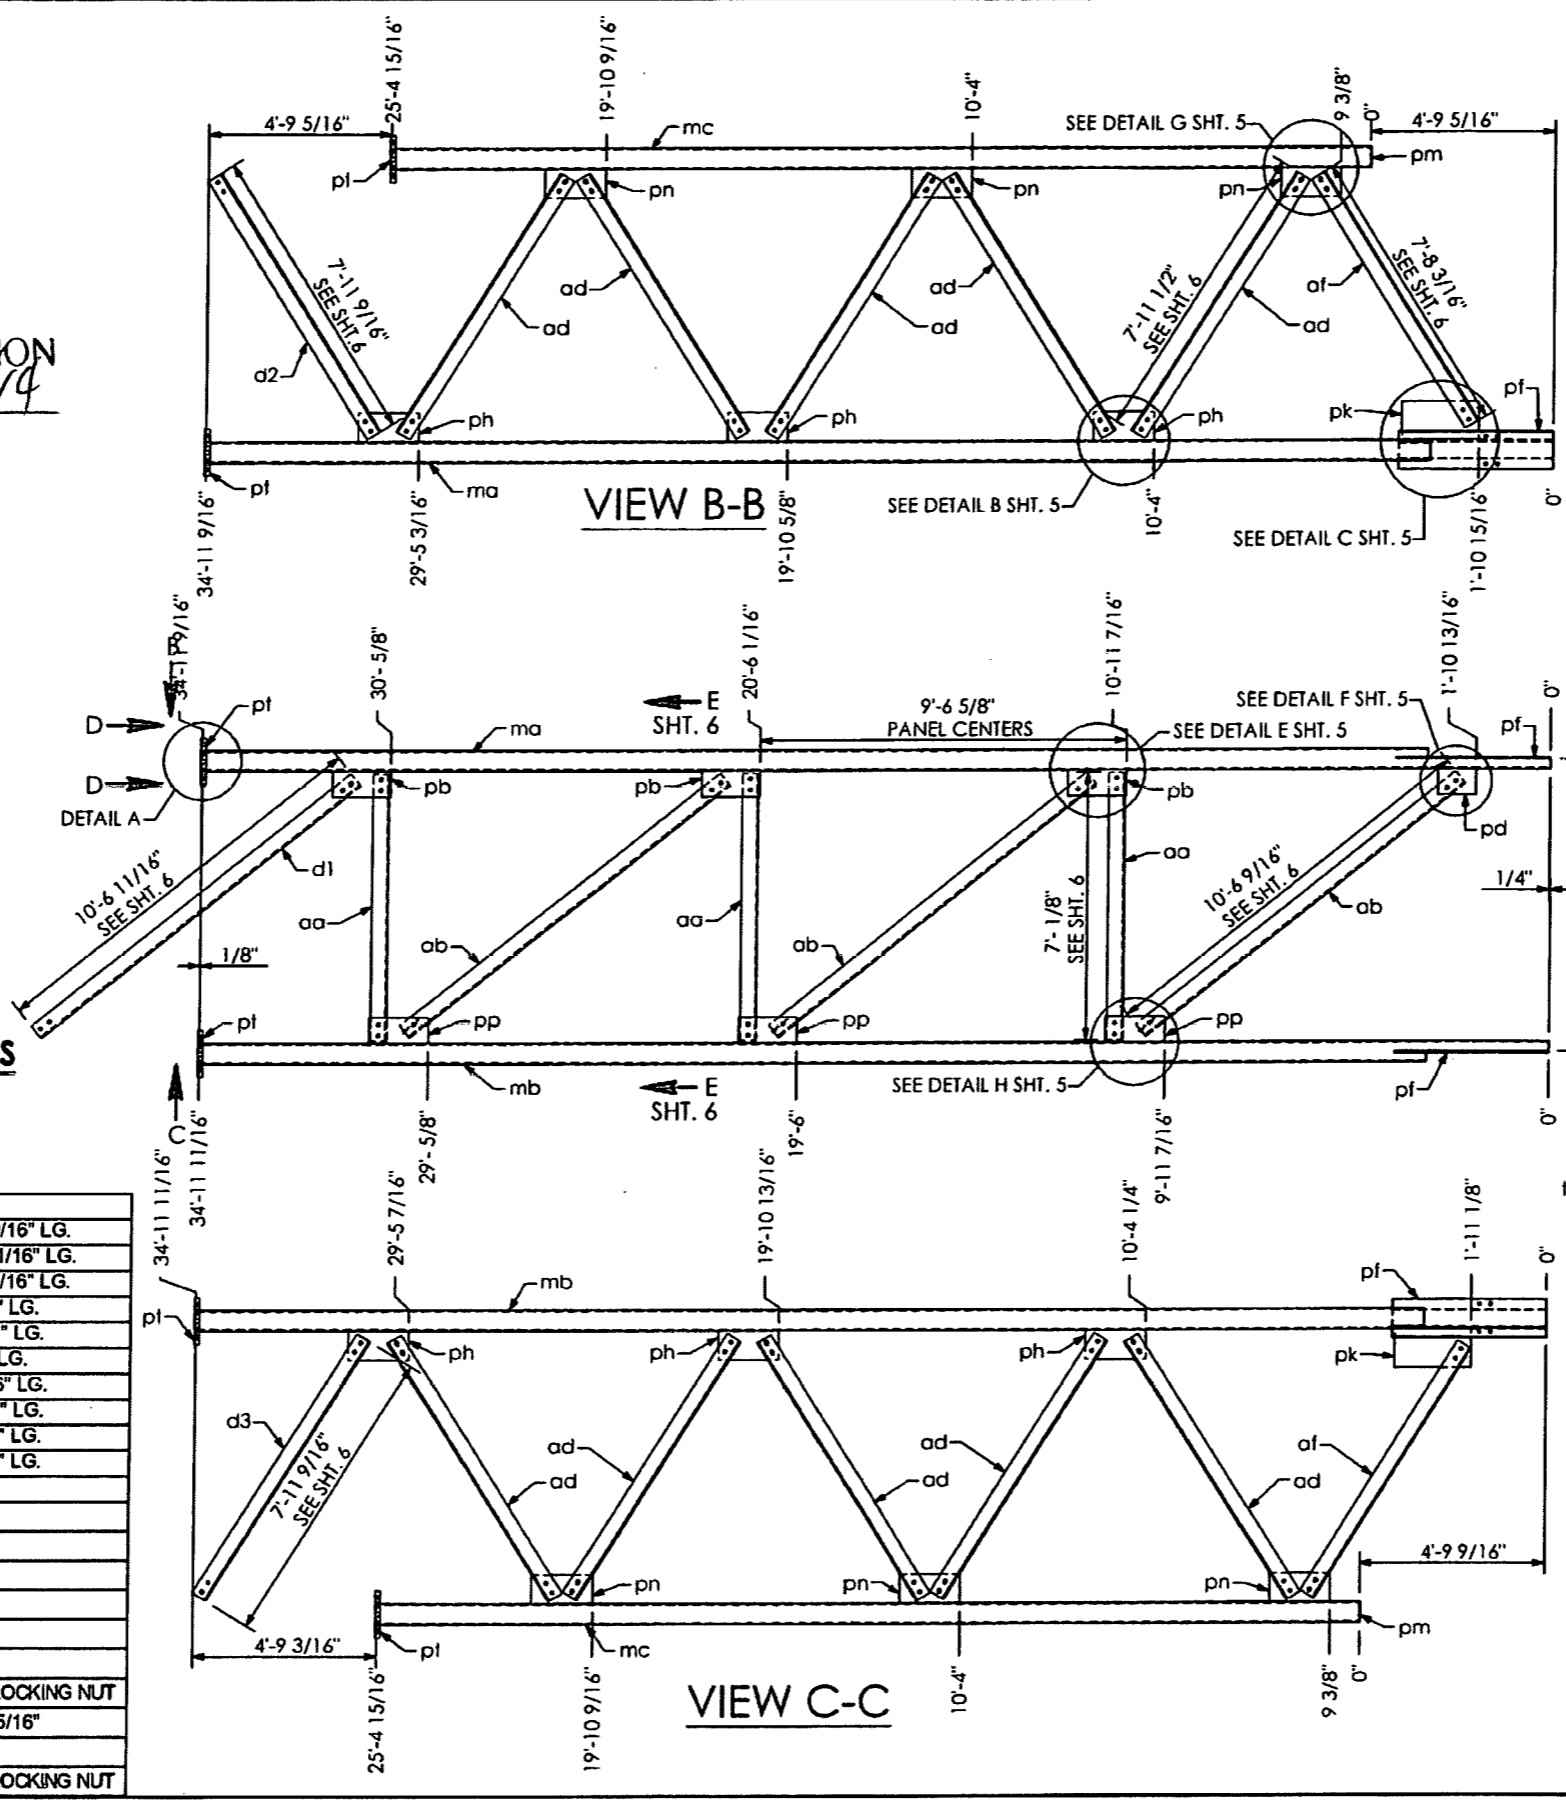 25'-4 15/16"
19'-10 9/16"
10'-4"
9 3/8"
0"
4'-9 5/16"
mc
SEE DETAIL G SHT. 5
4'-9 5/16"
pt
pn
pn
pn
pm
7'-11 9/16"
SEE SHT. 6
d2
ad
ad
ad
ad
7'-11 1/2"
SEE SHT. 6
af
ad
7'-8 3/16"
SEE SHT. 6
pk
pf
ph
ph
ph
pt
ma
VIEW B-B
SEE DETAIL B SHT. 5
SEE DETAIL C SHT. 5
34'-11 9/16"
29'-5 3/16"
19'-10 5/8"
10'-4"
1'-10 15/16"
0"
34'-11 9/16"
B
30'- 5/8"
20'-6 1/16"
10'-11 7/16"
1'-10 13/16"
0"
D
D
pt
ma
E
SHT. 6
9'-6 5/8"
PANEL CENTERS
SEE DETAIL F SHT. 5
SEE DETAIL E SHT. 5
pf
DETAIL A
pb
pb
pb
pd
10'-6 11/16"
SEE SHT. 6
d1
aa
ab
aa
ab
7'- 1/8"
SEE SHT. 6
aa
10'-6 9/16"
SEE SHT. 6
ab
1/4"
1/8"
pt
pp
pp
pp
S
mb
E
SHT. 6
SEE DETAIL H SHT. 5
pf
C
34'-11 11/16"
29'- 5/8"
19'-6"
9'-11 7/16"
0"
34'-11 11/16"
29'-5 7/16"
19'-10 13/16"
10'-4 1/4"
1'-11 1/8"
0"
mb
pf
pt
ph
ph
ph
pk
d3
7'-11 9/16"
SEE SHT. 6
ad
ad
ad
ad
af
ad
4'-9 9/16"
pn
pn
pn
pm
4'-9 3/16"
pt
mc
25'-4 15/16"
19'-10 9/16"
10'-4"
9 3/8"
0"
VIEW C-C
/16" LG.
1/16" LG.
/16" LG.
" LG.
" LG.
LG.
" LG.
" LG.
" LG.
" LG.
OCKING NUT
5/16"
OCKING NUT